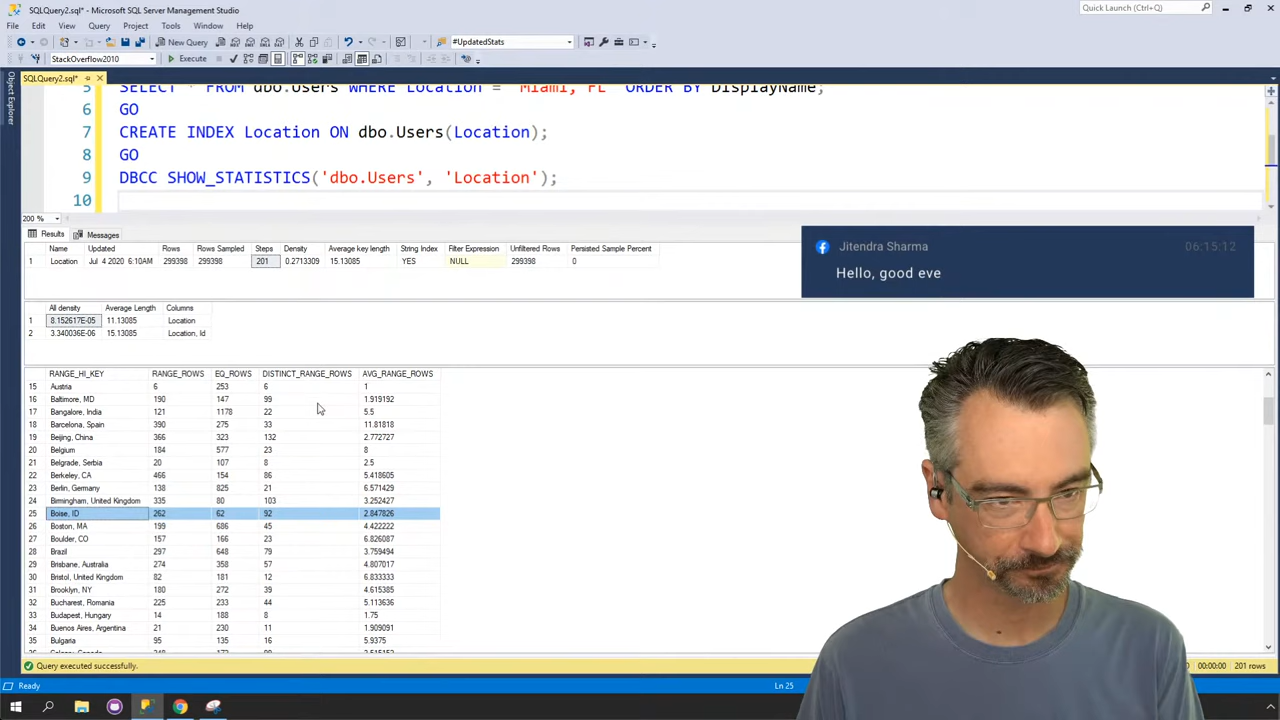 SQLQuery2.sql* - Microsoft SQL Server Management Studio
Quick Launch (Ctrl+Q)
File Edit View Query Project Tools Window Help
New Query
#UpdatedStats
StackOverflow2010
Execute
SQLQuery2.sql*
Object Explorer
5 SELECT * FROM dbo.Users WHERE Location = 'Miami, FL' ORDER BY DisplayName;
6 GO
7 CREATE INDEX Location ON dbo.Users(Location);
8 GO
9 DBCC SHOW_STATISTICS('dbo.Users', 'Location');
10
200 %
Results Messages
Name Updated Rows Rows Sampled Steps Density Average key length String Index Filter Expression Unfiltered Rows Persisted Sample Percent
1 Location Jul 4 2020 6:10AM 299398 299398 201 0.2713309 15.13085 YES NULL 299398 0
Jitendra Sharma 06:15:12
Hello, good eve
All density Average Length Columns
1 8.152617E-05 11.13085 Location
2 3.340036E-06 15.13085 Location, Id
RANGE_HI_KEY RANGE_ROWS EQ_ROWS DISTINCT_RANGE_ROWS AVG_RANGE_ROWS
15 Austria 6 253 6 1
16 Baltimore, MD 190 147 99 1.919192
17 Bangalore, India 121 1178 22 5.5
18 Barcelona, Spain 390 275 33 11.81818
19 Beijing, China 366 323 132 2.772727
20 Belgium 184 577 23 8
21 Belgrade, Serbia 20 107 8 2.5
22 Berkeley, CA 466 154 86 5.418605
23 Berlin, Germany 138 825 21 6.571429
24 Birmingham, United Kingdom 335 80 103 3.252427
25 Boise, ID 262 62 92 2.847826
26 Boston, MA 199 686 45 4.422222
27 Boulder, CO 157 166 23 6.826087
28 Brazil 297 648 79 3.759494
29 Brisbane, Australia 274 358 57 4.807017
30 Bristol, United Kingdom 82 181 12 6.833333
31 Brooklyn, NY 180 272 39 4.615385
32 Bucharest, Romania 225 233 44 5.113636
33 Budapest, Hungary 14 188 8 1.75
34 Buenos Aires, Argentina 21 230 11 1.909091
35 Bulgaria 95 135 16 5.9375
Query executed successfully.
00:00:00 201 rows
Ready
Ln 25